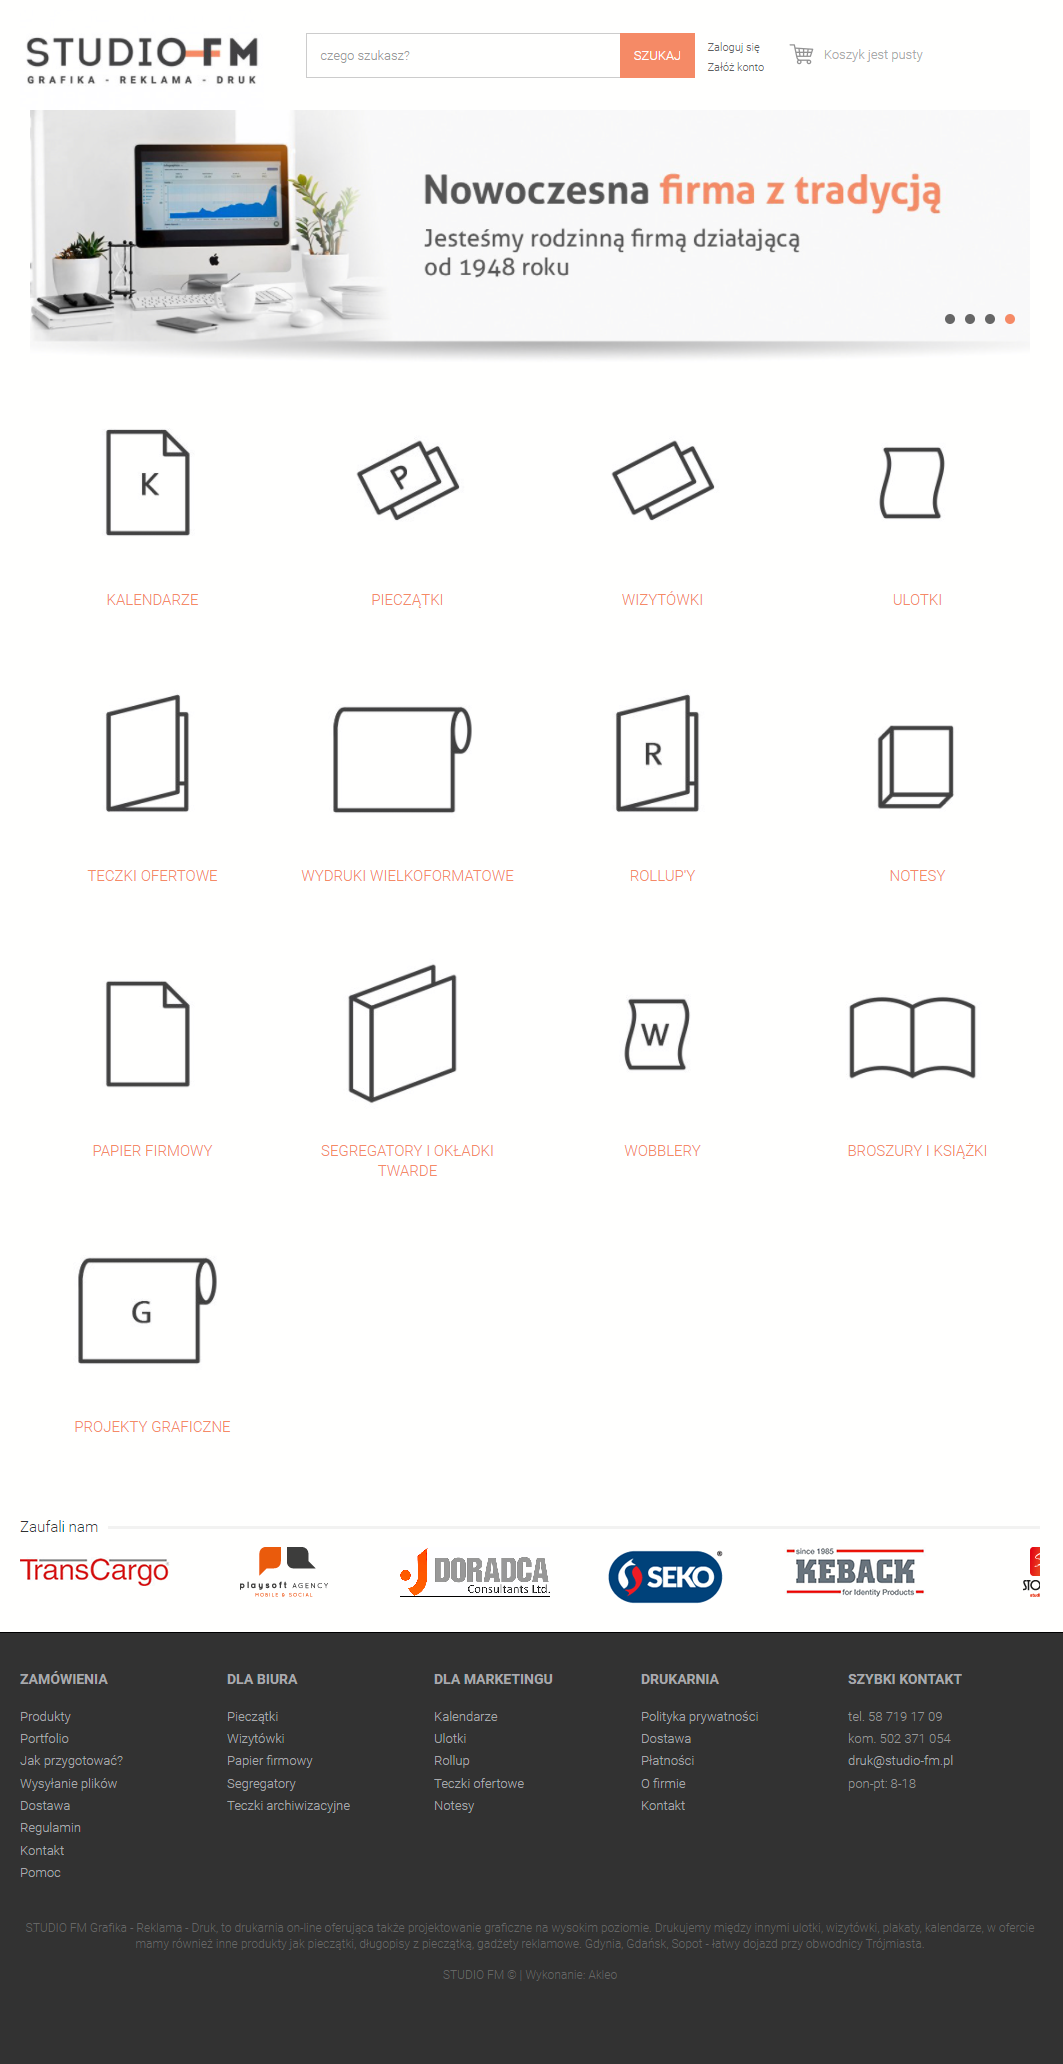 STUDIO-FM
GRAFIKA - REKLAMA - DRUK
czego szukasz?
SZUKAJ
Zaloguj się
Załóż konto
Koszyk jest pusty
Nowoczesna firma z tradycją
Jesteśmy rodzinną firmą działającą
od 1948 roku
K
P
KALENDARZE
PIECZĄTKI
WIZYTÓWKI
ULOTKI
R
TECZKI OFERTOWE
WYDRUKI WIELKOFORMATOWE
ROLLUP'Y
NOTESY
W
PAPIER FIRMOWY
SEGREGATORY I OKŁADKI
TWARDE
WOBBLERY
BROSZURY I KSIĄŻKI
G
PROJEKTY GRAFICZNE
Zaufali nam
TransCargo
playsoft AGENCY
MOBILE & SOCIAL
J DORADCA
Consultants Ltd.
SEKO
since 1985
KEBACK
for Identity Products
STO
ZAMÓWIENIA
Produkty
Portfolio
Jak przygotować?
Wysyłanie plików
Dostawa
Regulamin
Kontakt
Pomoc
DLA BIURA
Pieczątki
Wizytówki
Papier firmowy
Segregatory
Teczki archiwizacyjne
DLA MARKETINGU
Kalendarze
Ulotki
Rollup
Teczki ofertowe
Notesy
DRUKARNIA
Polityka prywatności
Dostawa
Płatności
O firmie
Kontakt
SZYBKI KONTAKT
tel. 58 719 17 09
kom. 502 371 054
druk@studio-fm.pl
pon-pt: 8-18
STUDIO FM Grafika - Reklama - Druk, to drukarnia on-line oferująca także projektowanie graficzne na wysokim poziomie. Drukujemy między innymi ulotki, wizytówki, plakaty, kalendarze, w ofercie
mamy również inne produkty jak pieczątki, długopisy z pieczątką, gadżety reklamowe. Gdynia, Gdańsk, Sopot - łatwy dojazd przy obwodnicy Trójmiasta.
STUDIO FM © | Wykonanie: Akleo